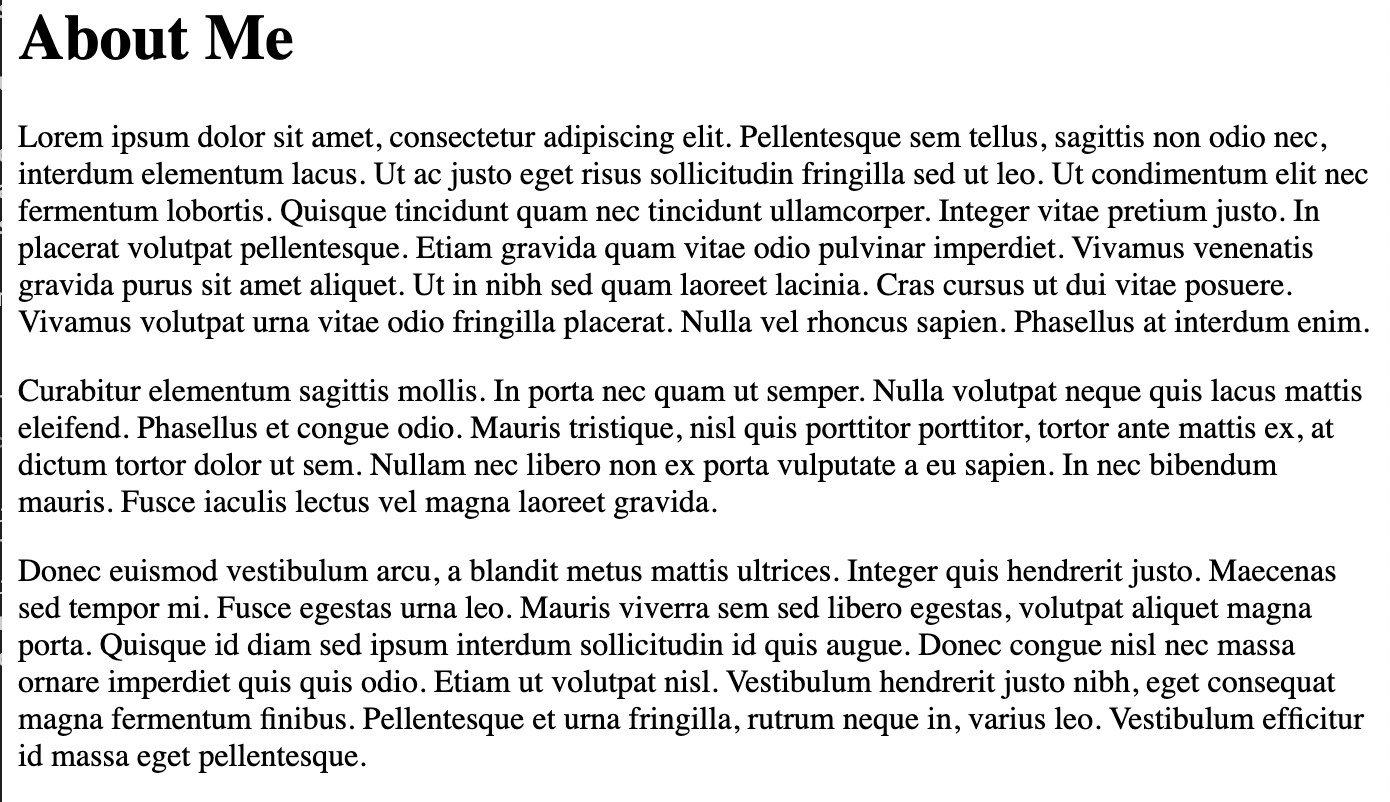 About Me
Lorem ipsum dolor sit amet, consectetur adipiscing elit. Pellentesque sem tellus, sagittis non odio nec,
interdum elementum lacus. Ut ac justo eget risus sollicitudin fringilla sed ut leo. Ut condimentum elit nec
fermentum lobortis. Quisque tincidunt quam nec tincidunt ullamcorper. Integer vitae pretium justo. In
placerat volutpat pellentesque. Etiam gravida quam vitae odio pulvinar imperdiet. Vivamus venenatis
gravida purus sit amet aliquet. Ut in nibh sed quam laoreet lacinia. Cras cursus ut dui vitae posuere.
Vivamus volutpat urna vitae odio fringilla placerat. Nulla vel rhoncus sapien. Phasellus at interdum enim.
Curabitur elementum sagittis mollis. In porta nec quam ut semper. Nulla volutpat neque quis lacus mattis
eleifend. Phasellus et congue odio. Mauris tristique, nisl quis porttitor porttitor, tortor ante mattis ex, at
dictum tortor dolor ut sem. Nullam nec libero non ex porta vulputate a eu sapien. In nec bibendum
mauris. Fusce iaculis lectus vel magna laoreet gravida.
Donec euismod vestibulum arcu, a blandit metus mattis ultrices. Integer quis hendrerit justo. Maecenas
sed tempor mi. Fusce egestas urna leo. Mauris viverra sem sed libero egestas, volutpat aliquet magna
porta. Quisque id diam sed ipsum interdum sollicitudin id quis augue. Donec congue nisl nec massa
ornare imperdiet quis quis odio. Etiam ut volutpat nisl. Vestibulum hendrerit justo nibh, eget consequat
magna fermentum finibus. Pellentesque et urna fringilla, rutrum neque in, varius leo. Vestibulum efficitur
id massa eget pellentesque.